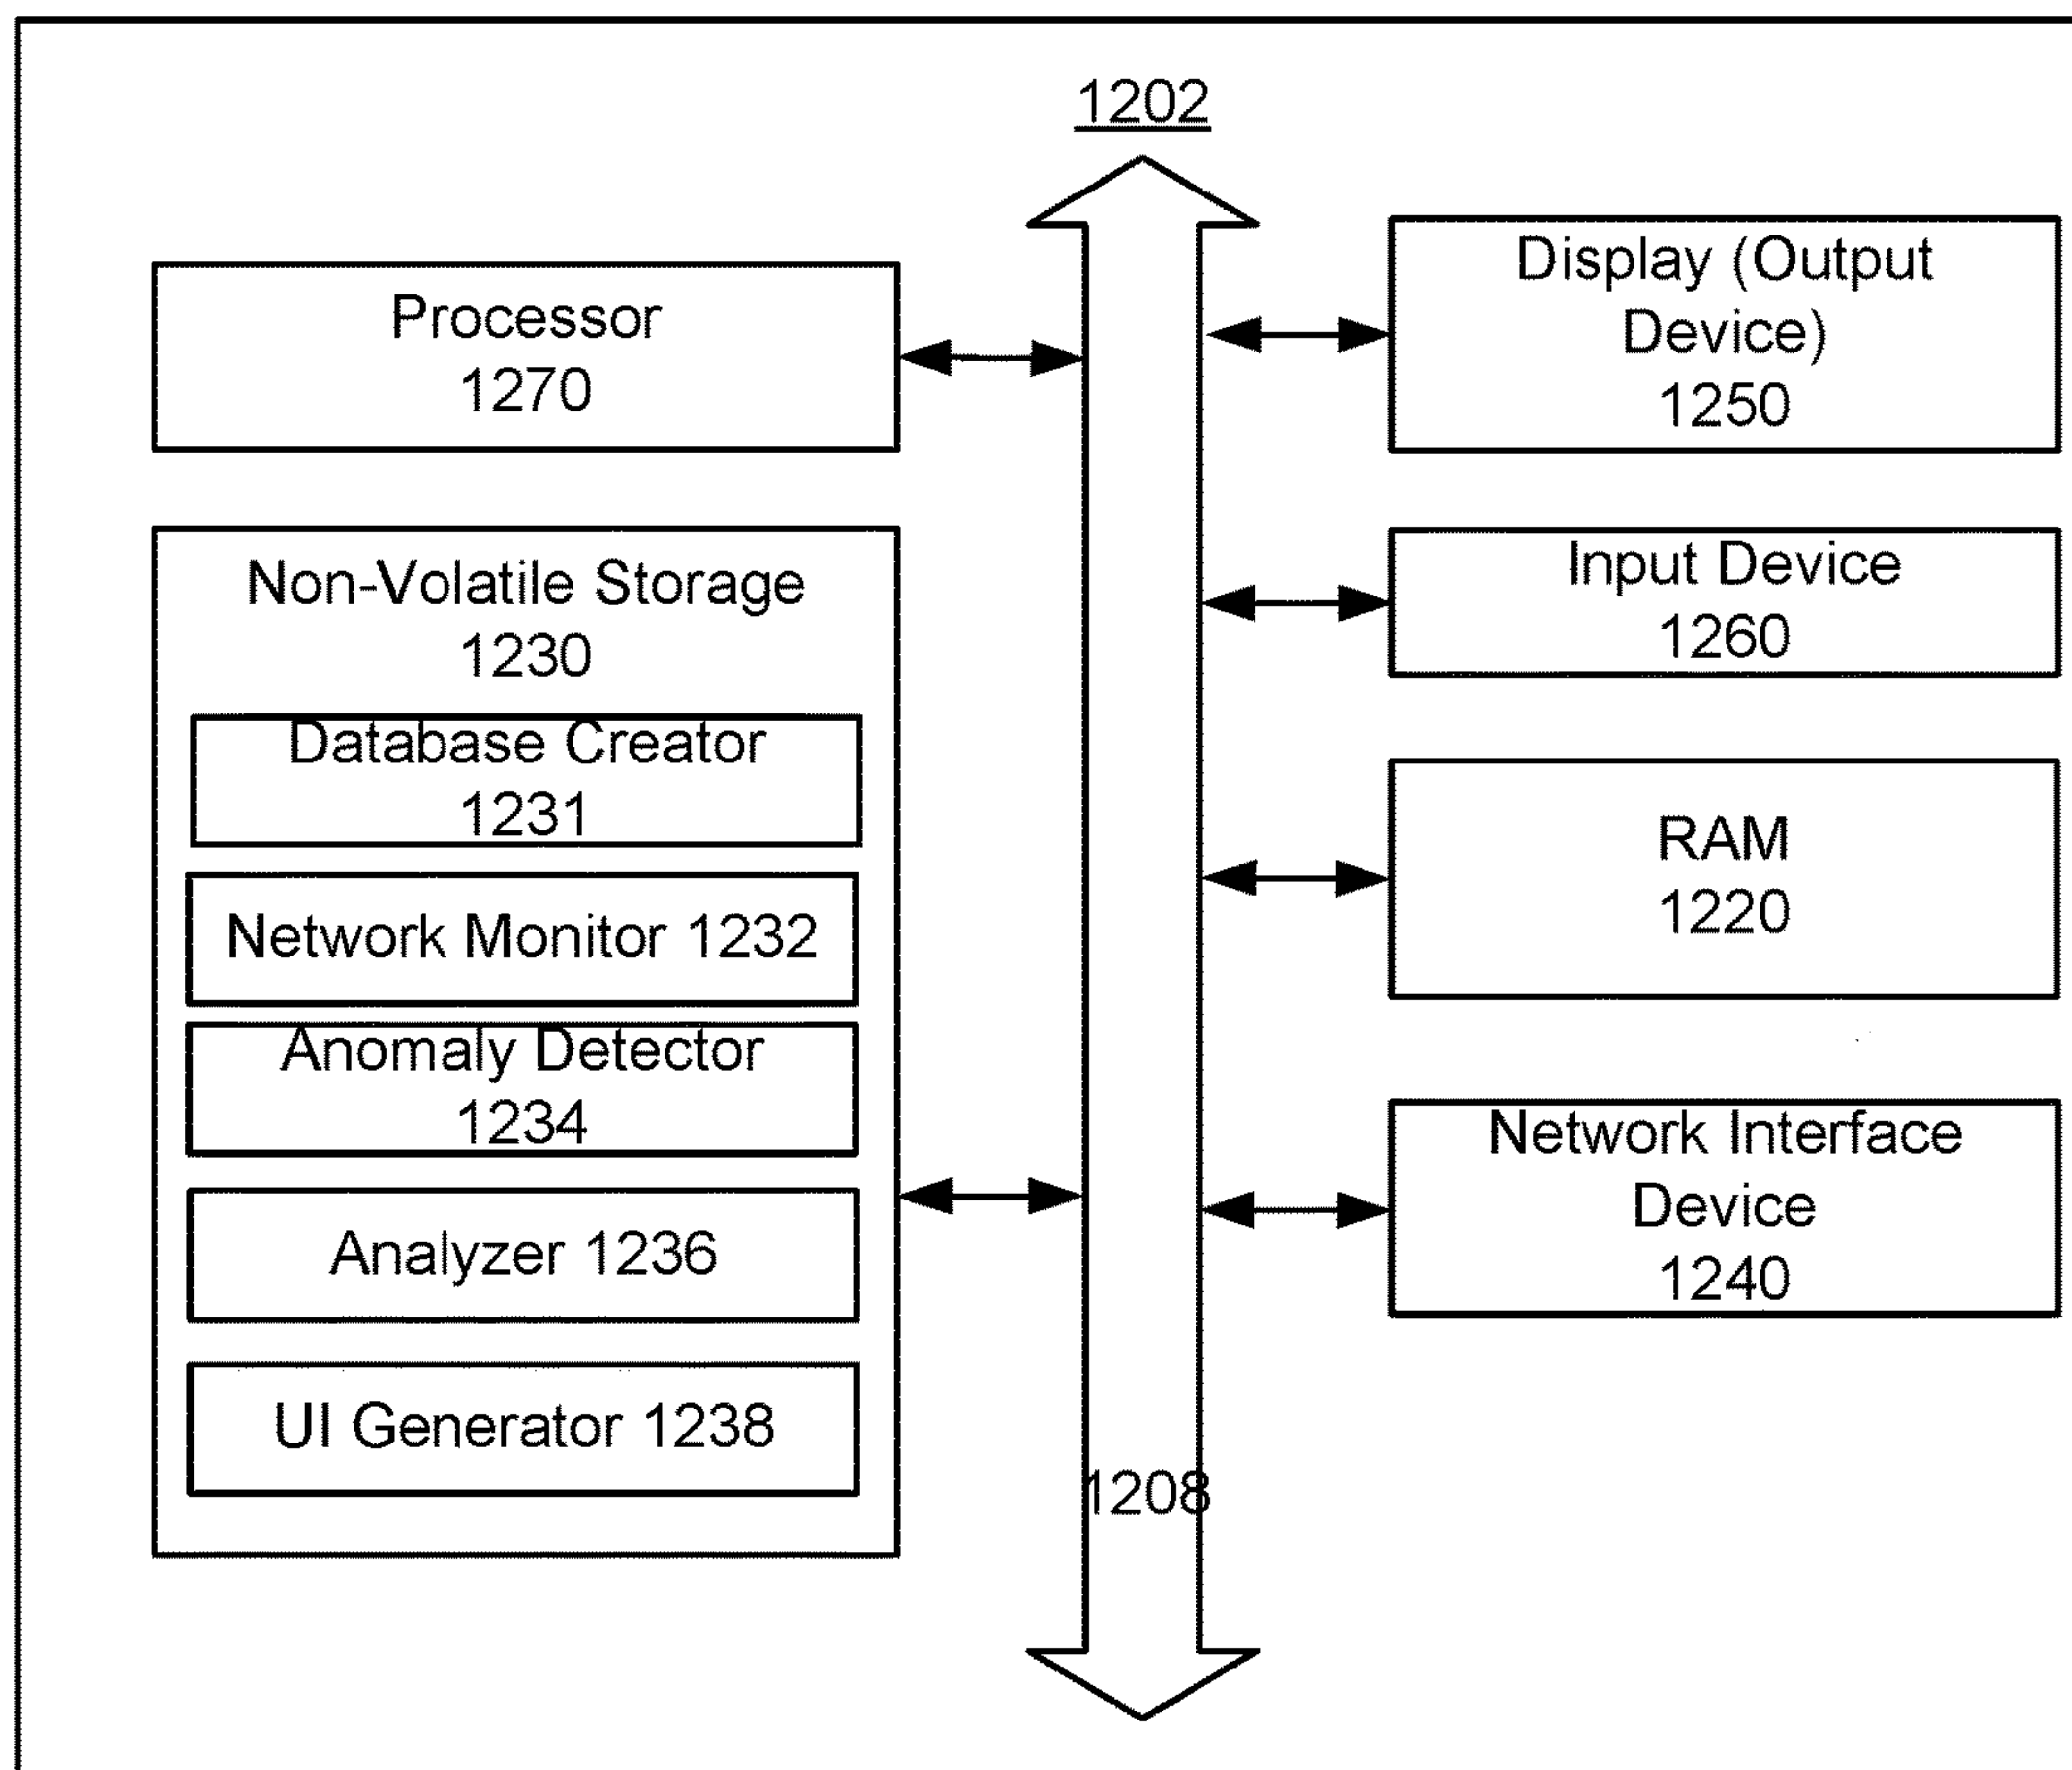 1202
Processor
1270
Non-Volatile Storage
1230
Database Creator
1231
Network Monitor 1232
Anomaly Detector
1234
Analyzer 1236
UI Generator 1238
1208
Display (Output
Device)
1250
Input Device
1260
RAM
1220
Network Interface
Device
1240